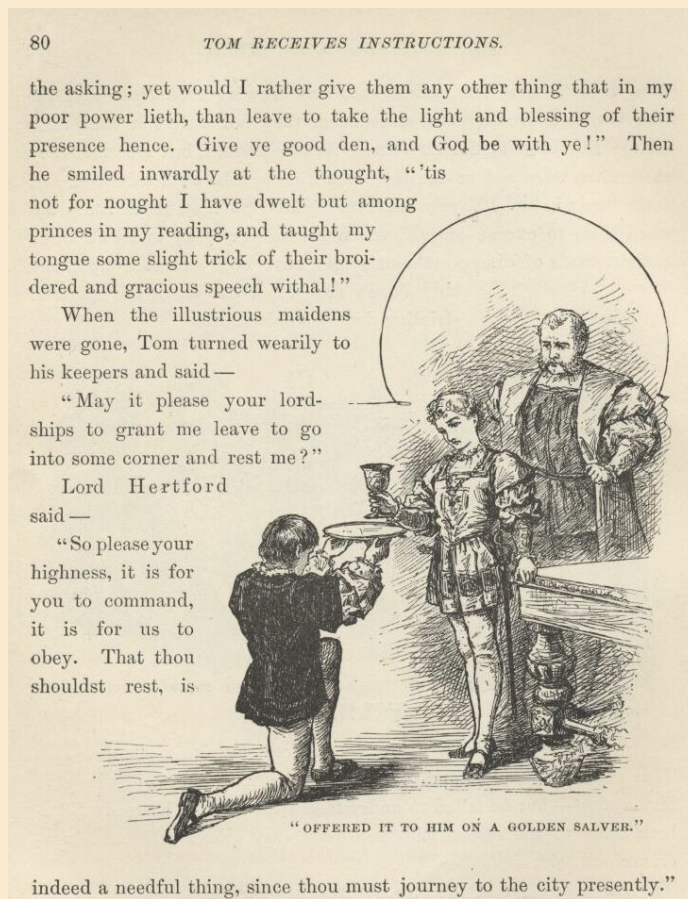 80
TOM RECEIVES INSTRUCTIONS.
the asking; yet would I rather give them any other thing that in my
poor power lieth, than leave to take the light and blessing of their
presence hence. Give ye good den, and God be with ye!" Then
he smiled inwardly at the thought, "'tis
not for nought I have dwelt but among
princes in my reading, and taught my
tongue some slight trick of their broi-
dered and gracious speech withal!"
When the illustrious maidens
were gone, Tom turned wearily to
his keepers and said —
"May it please your lord-
ships to grant me leave to go
into some corner and rest me?"
Lord Hertford
said —
"So please your
highness, it is for
you to command,
it is for us to
obey. That thou
shouldst rest, is
"OFFERED IT TO HIM ON A GOLDEN SALVER."
indeed a needful thing, since thou must journey to the city presently."